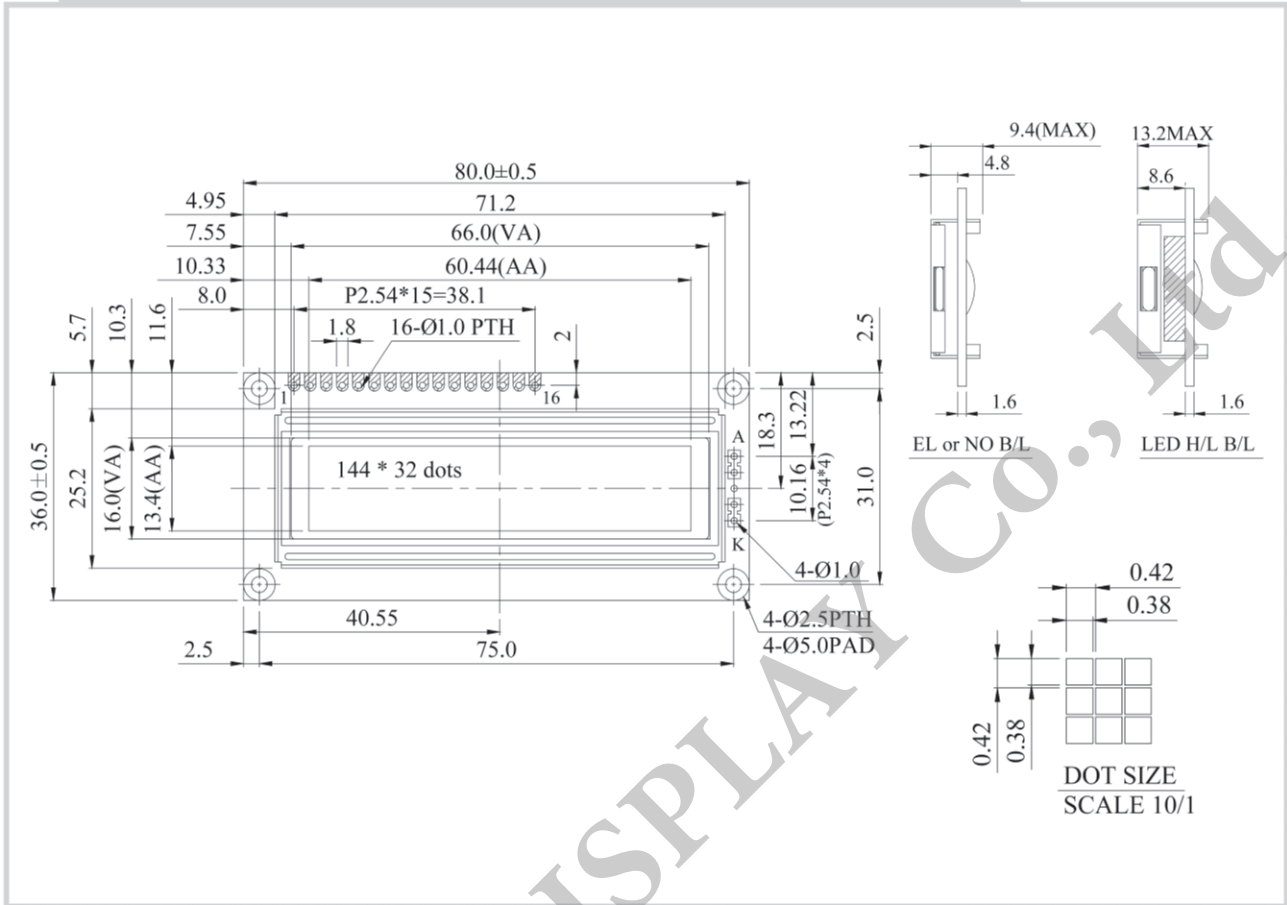 80.0±0.5
4.95
71.2
7.55
66.0(VA)
10.33
60.44(AA)
8.0
P2.54*15=38.1
5.7
10.3
11.6
1.8
16-Ø1.0 PTH
2
2.5
1
16
36.0±0.5
25.2
16.0(VA)
13.4(AA)
144 * 32 dots
18.3
13.22
A
10.16
(P2.54*4)
31.0
K
4-Ø1.0
40.55
4-Ø2.5PTH
4-Ø5.0PAD
2.5
75.0
9.4(MAX)
4.8
1.6
EL or NO B/L
13.2MAX
8.6
1.6
LED H/L B/L
0.42
0.38
0.42
0.38
DOT SIZE
SCALE 10/1
ISPLAY Co., Ltd